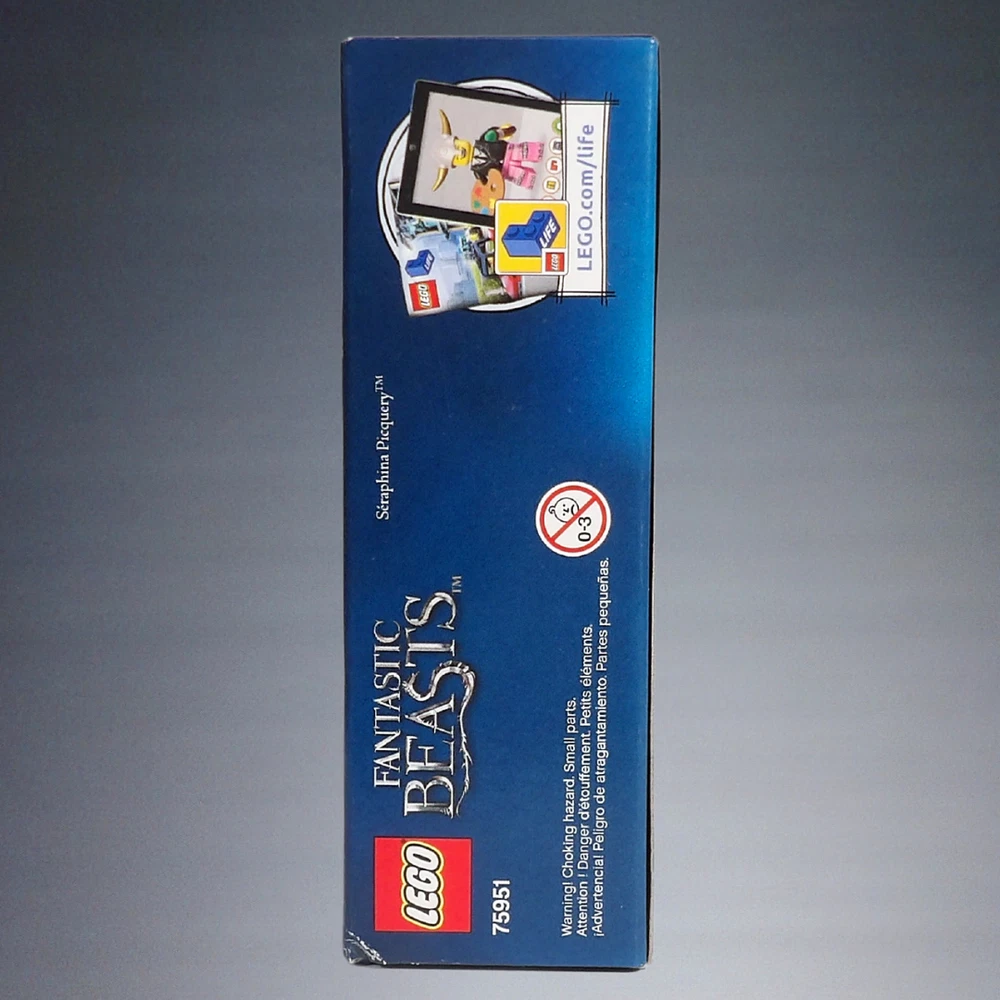 LEGO
FANTASTIC
BEASTS™
Séraphina Picquery™
75951
Warning! Choking hazard. Small parts.
Attention ! Danger d'étouffement. Petits éléments.
¡Advertencia! Peligro de atragantamiento. Partes pequeñas.
0-3
LEGO
LIFE
LEGO
LIFE
LEGO.com/life